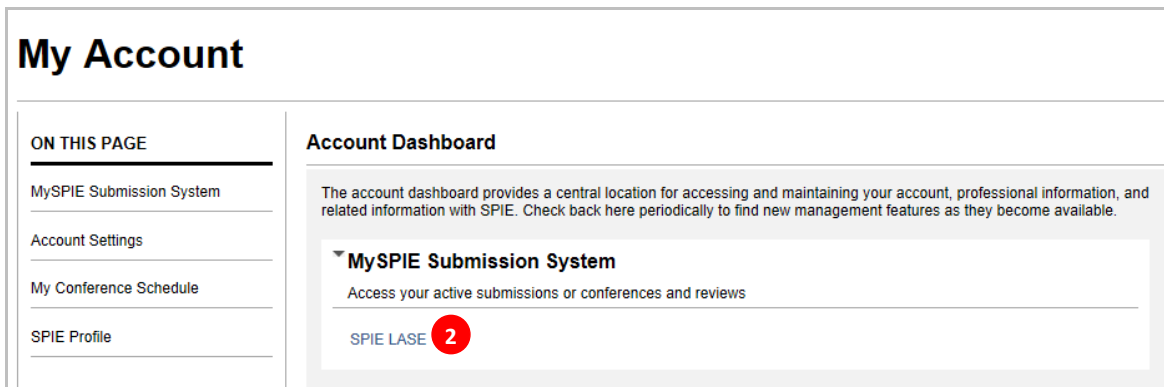 My Account
ON THIS PAGE
MySPIE Submission System
Account Settings
My Conference Schedule
SPIE Profile
Account Dashboard
The account dashboard provides a central location for accessing and maintaining your account, professional information, and
related information with SPIE. Check back here periodically to find new management features as they become available.
MySPIE Submission System
Access your active submissions or conferences and reviews
SPIE LASE 2